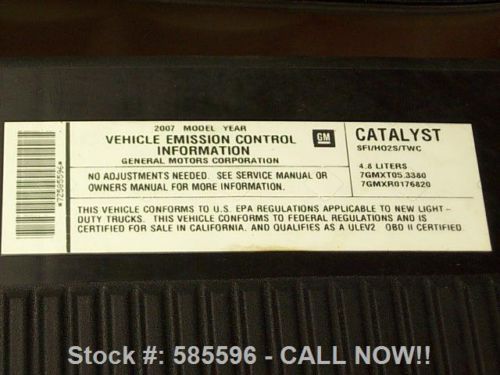 2007 MODEL YEAR
VEHICLE EMISSION CONTROL
INFORMATION
GENERAL MOTORS CORPORATION
GM
CATALYST
SFI/HO2S/TWC
NO ADJUSTMENTS NEEDED. SEE SERVICE MANUAL OR
OWNERS MANUAL FOR MORE INFORMATION.
4.8 LITERS
7GMXT05.3380
7GMXR0176820
THIS VEHICLE CONFORMS TO U.S. EPA REGULATIONS APPLICABLE TO NEW LIGHT-
DUTY TRUCKS. THIS VEHICLE CONFORMS TO FEDERAL REGULATIONS AND IS
CERTIFIED FOR SALE IN CALIFORNIA. AND QUALIFIES AS A ULEV2 OBD II CERTIFIED.
*72585596*
Stock #: 585596 - CALL NOW!!